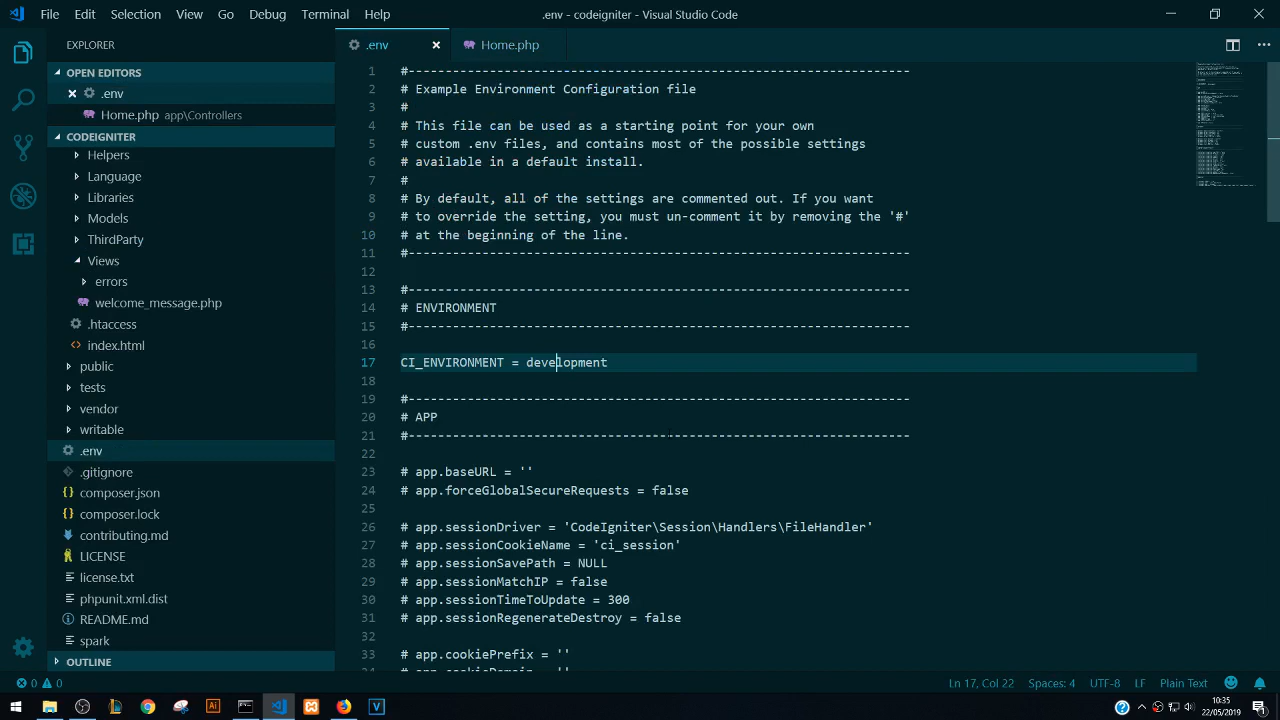 File Edit Selection View Go Debug Terminal Help
.env - codeigniter - Visual Studio Code
EXPLORER
OPEN EDITORS
.env
Home.php app\Controllers
CODEIGNITER
Helpers
Language
Libraries
Models
ThirdParty
Views
errors
welcome_message.php
.htaccess
index.html
public
tests
vendor
writable
.env
.gitignore
composer.json
composer.lock
contributing.md
LICENSE
license.txt
phpunit.xml.dist
README.md
spark
OUTLINE
.env
Home.php
1 #---------------------------------------------------------------------
2 # Example Environment Configuration file
3 #
4 # This file can be used as a starting point for your own
5 # custom .env files, and contains most of the possible settings
6 # available in a default install.
7 #
8 # By default, all of the settings are commented out. If you want
9 # to override the setting, you must un-comment it by removing the '#'
10 # at the beginning of the line.
11 #---------------------------------------------------------------------
12
13 #---------------------------------------------------------------------
14 # ENVIRONMENT
15 #---------------------------------------------------------------------
16
17 CI_ENVIRONMENT = development
18
19 #---------------------------------------------------------------------
20 # APP
21 #---------------------------------------------------------------------
22
23 # app.baseURL = ''
24 # app.forceGlobalSecureRequests = false
25
26 # app.sessionDriver = 'CodeIgniter\Session\Handlers\FileHandler'
27 # app.sessionCookieName = 'ci_session'
28 # app.sessionSavePath = NULL
29 # app.sessionMatchIP = false
30 # app.sessionTimeToUpdate = 300
31 # app.sessionRegenerateDestroy = false
32
33 # app.cookiePrefix = ''
34 # app.cookieDomain = ''
0 0
Ln 17, Col 22 Spaces: 4 UTF-8 LF Plain Text
10:35
22/05/2019